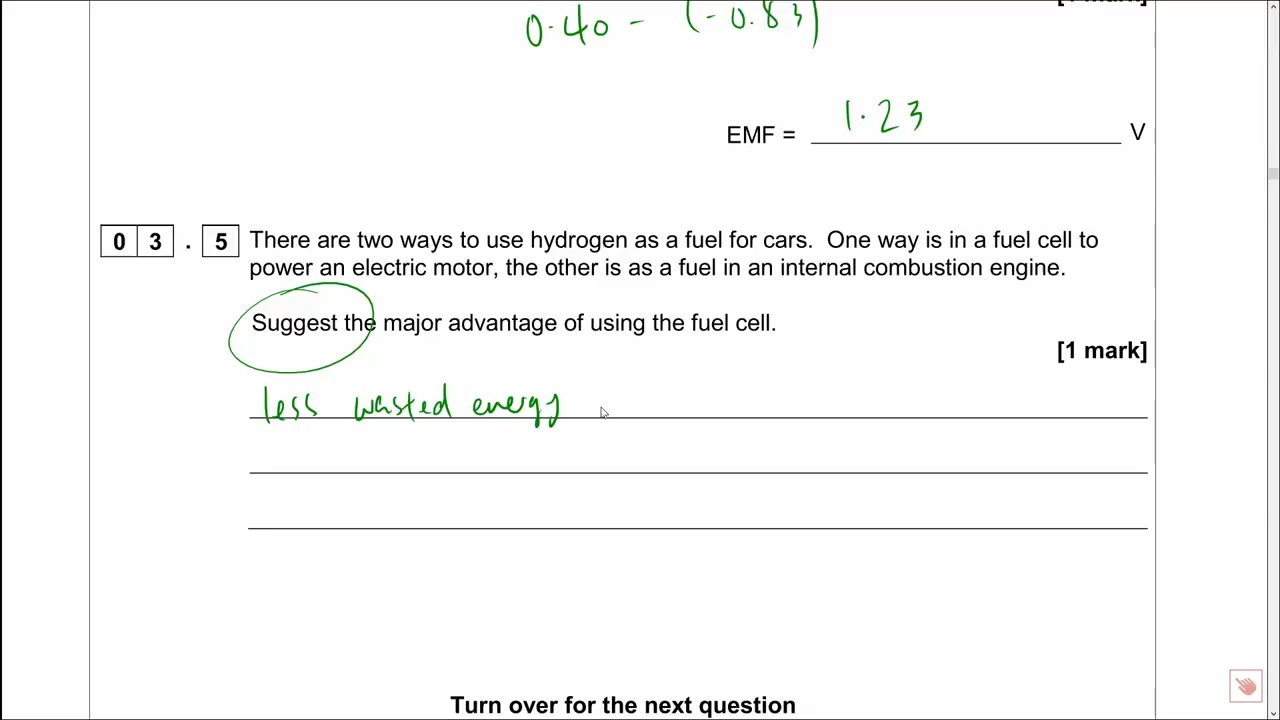 0.40 - (-0.83)
EMF = 1.23 V
03.5 There are two ways to use hydrogen as a fuel for cars. One way is in a fuel cell to
power an electric motor, the other is as a fuel in an internal combustion engine.
Suggest the major advantage of using the fuel cell.
[1 mark]
less wasted energy
Turn over for the next question